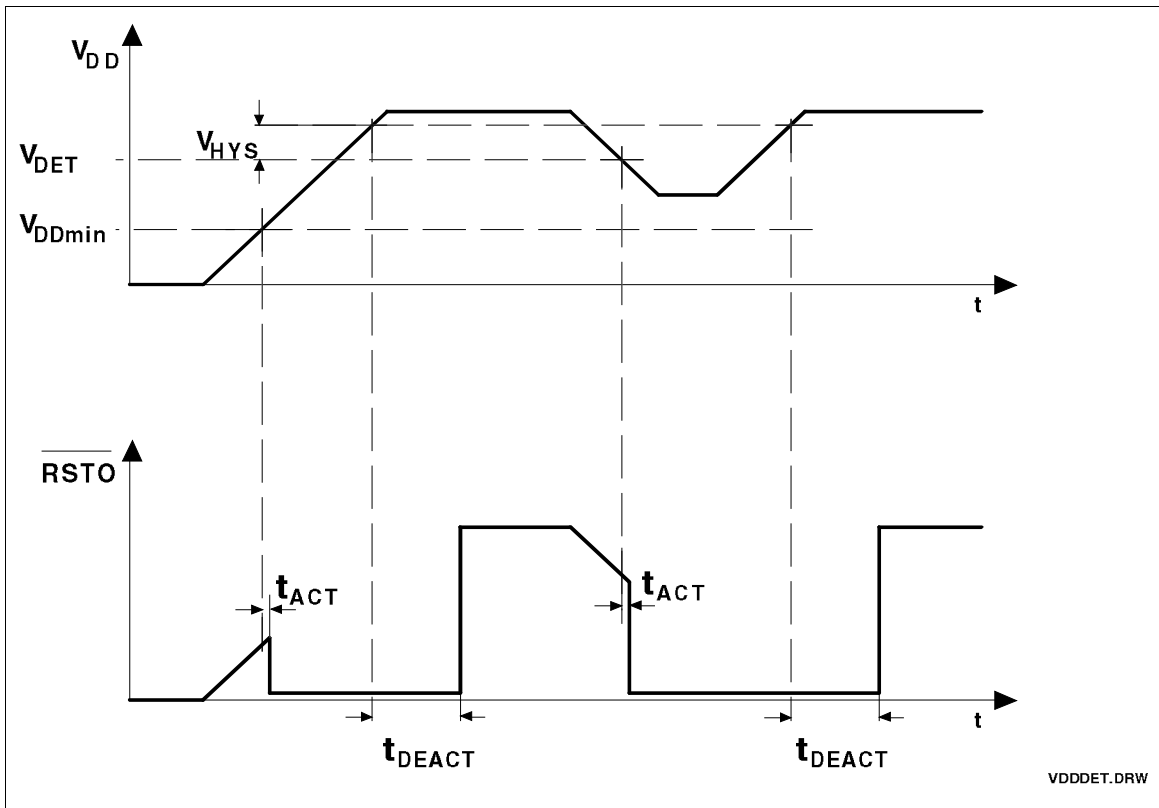 VDD
VHYS
VDET
VDDmin
t
RSTO
tACT
tACT
t
tDEACT
tDEACT
VDDDET.DRW